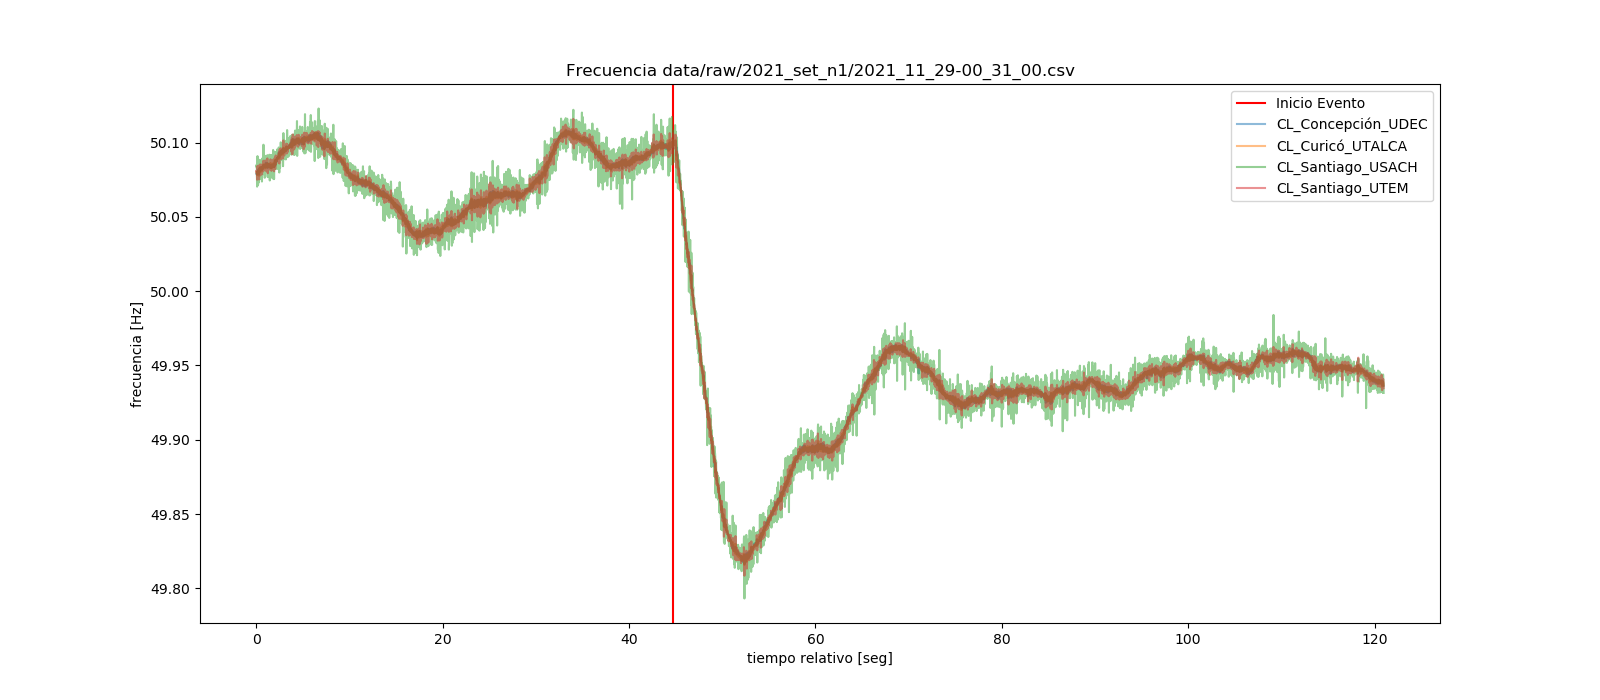 Frecuencia data/raw/2021_set_n1/2021_11_29-00_31_00.csv
Inicio Evento
CL_Concepción_UDEC
CL_Curicó_UTALCA
CL_Santiago_USACH
CL_Santiago_UTEM
frecuencia [Hz]
50.10
50.05
50.00
49.95
49.90
49.85
49.80
0 20 40 60 80 100 120
tiempo relativo [seg]